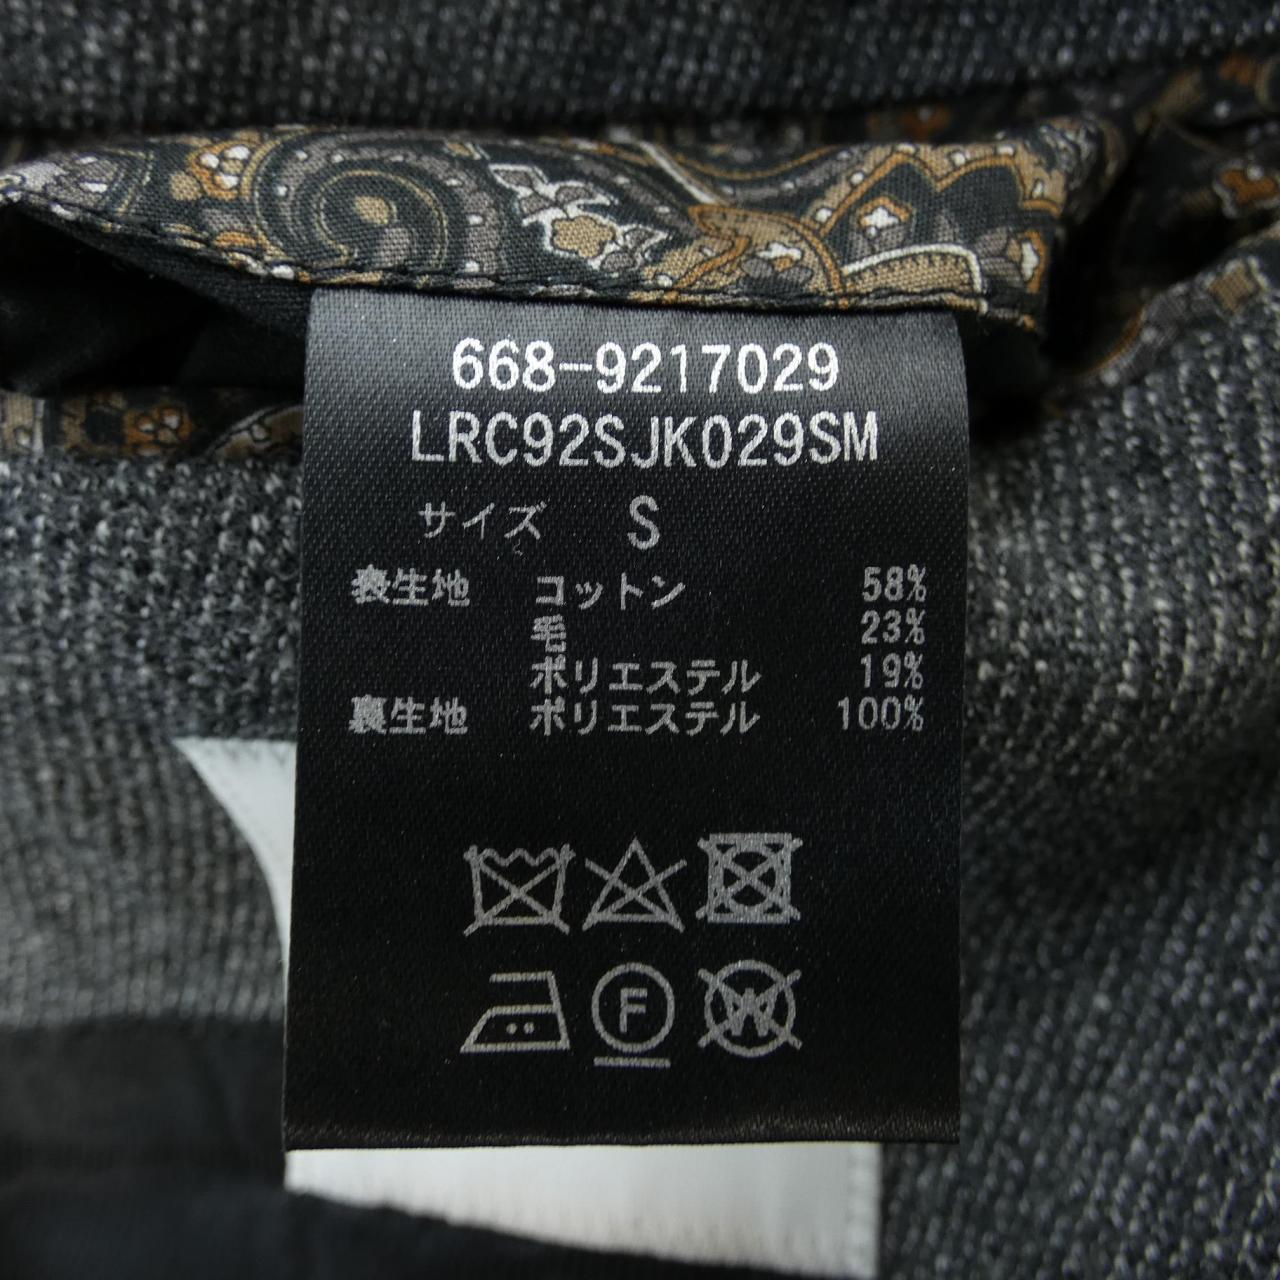 668-9217029
LRC92SJK029SM
サイズ S
表生地 コットン 58%
毛 23%
ポリエステル 19%
裏生地 ポリエステル 100%
F
W